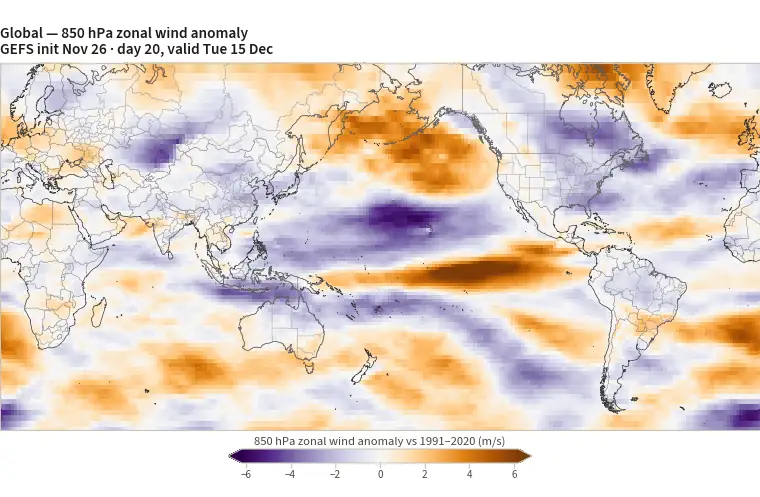 Global — 850 hPa zonal wind anomaly
GEFS init Nov 26 · day 20, valid Tue 15 Dec
850 hPa zonal wind anomaly vs 1991–2020 (m/s)
−6 −4 −2 0 2 4 6